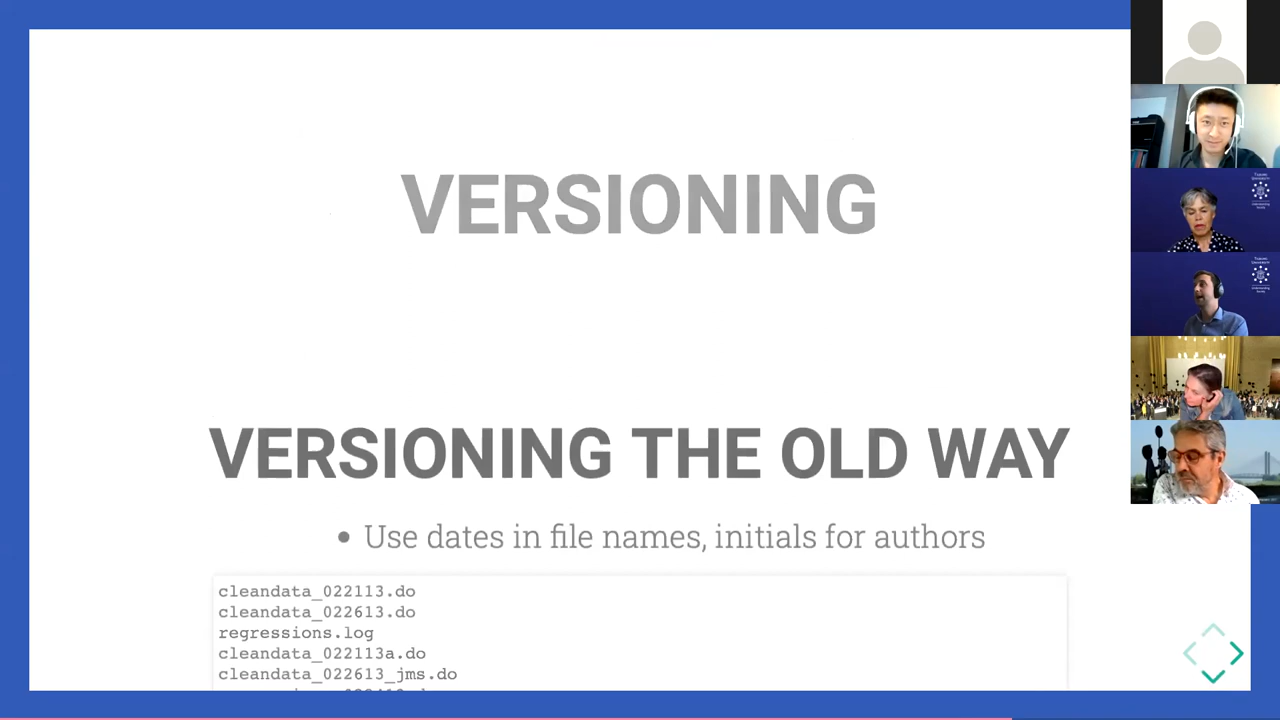 VERSIONING
VERSIONING THE OLD WAY
• Use dates in file names, initials for authors
cleandata_022113.do
cleandata_022613.do
regressions.log
cleandata_022113a.do
cleandata_022613_jms.do